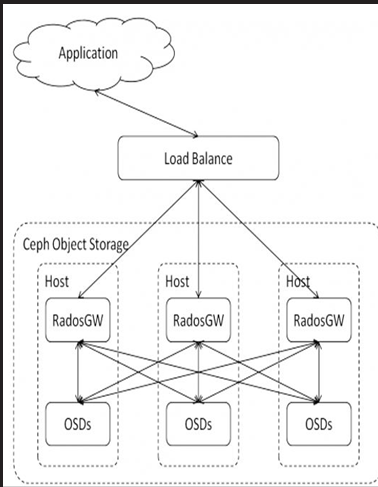 Application
Load Balance
Ceph Object Storage
Host
Host
Host
RadosGW
RadosGW
RadosGW
OSDs
OSDs
OSDs